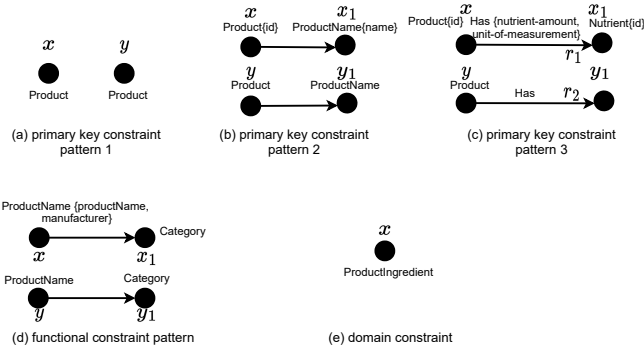 x y
Product Product
(a) primary key constraint
pattern 1
x x₁
Product{id} ProductName{name}
y y₁
Product ProductName
(b) primary key constraint
pattern 2
x x₁
Product{id} Has {nutrient-amount,
unit-of-measurement} Nutrient{id}
r₁
y y₁
Product Has r₂
(c) primary key constraint
pattern 3
ProductName {productName,
manufacturer}
Category
x x₁
ProductName Category
y y₁
(d) functional constraint pattern
x
ProductIngredient
(e) domain constraint